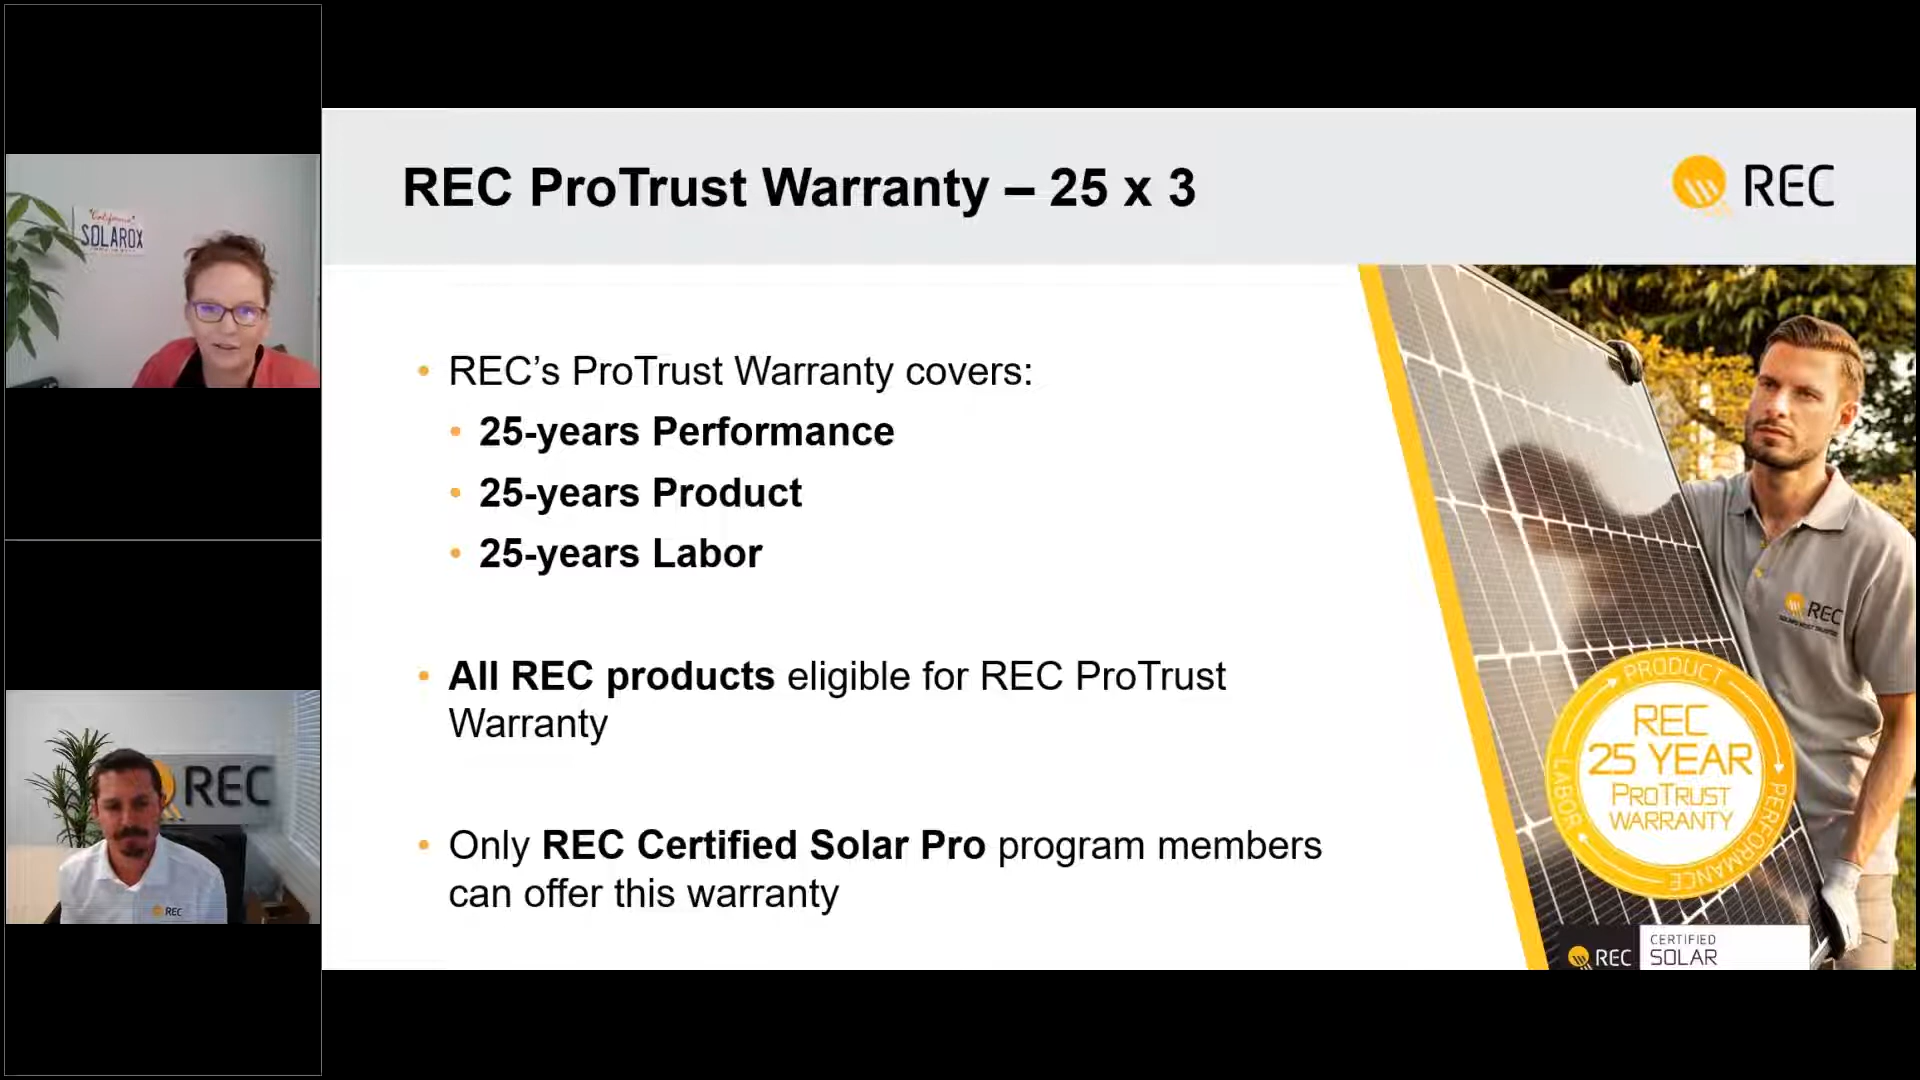 California
SOLAROX
REC
REC
REC ProTrust Warranty – 25 x 3
REC
• REC’s ProTrust Warranty covers:
• 25-years Performance
• 25-years Product
• 25-years Labor
• All REC products eligible for REC ProTrust
Warranty
• Only REC Certified Solar Pro program members
can offer this warranty
REC
PRODUCT
PERFORMANCE
LABOR
REC
25 YEAR
PROTRUST
WARRANTY
REC
CERTIFIED
SOLAR